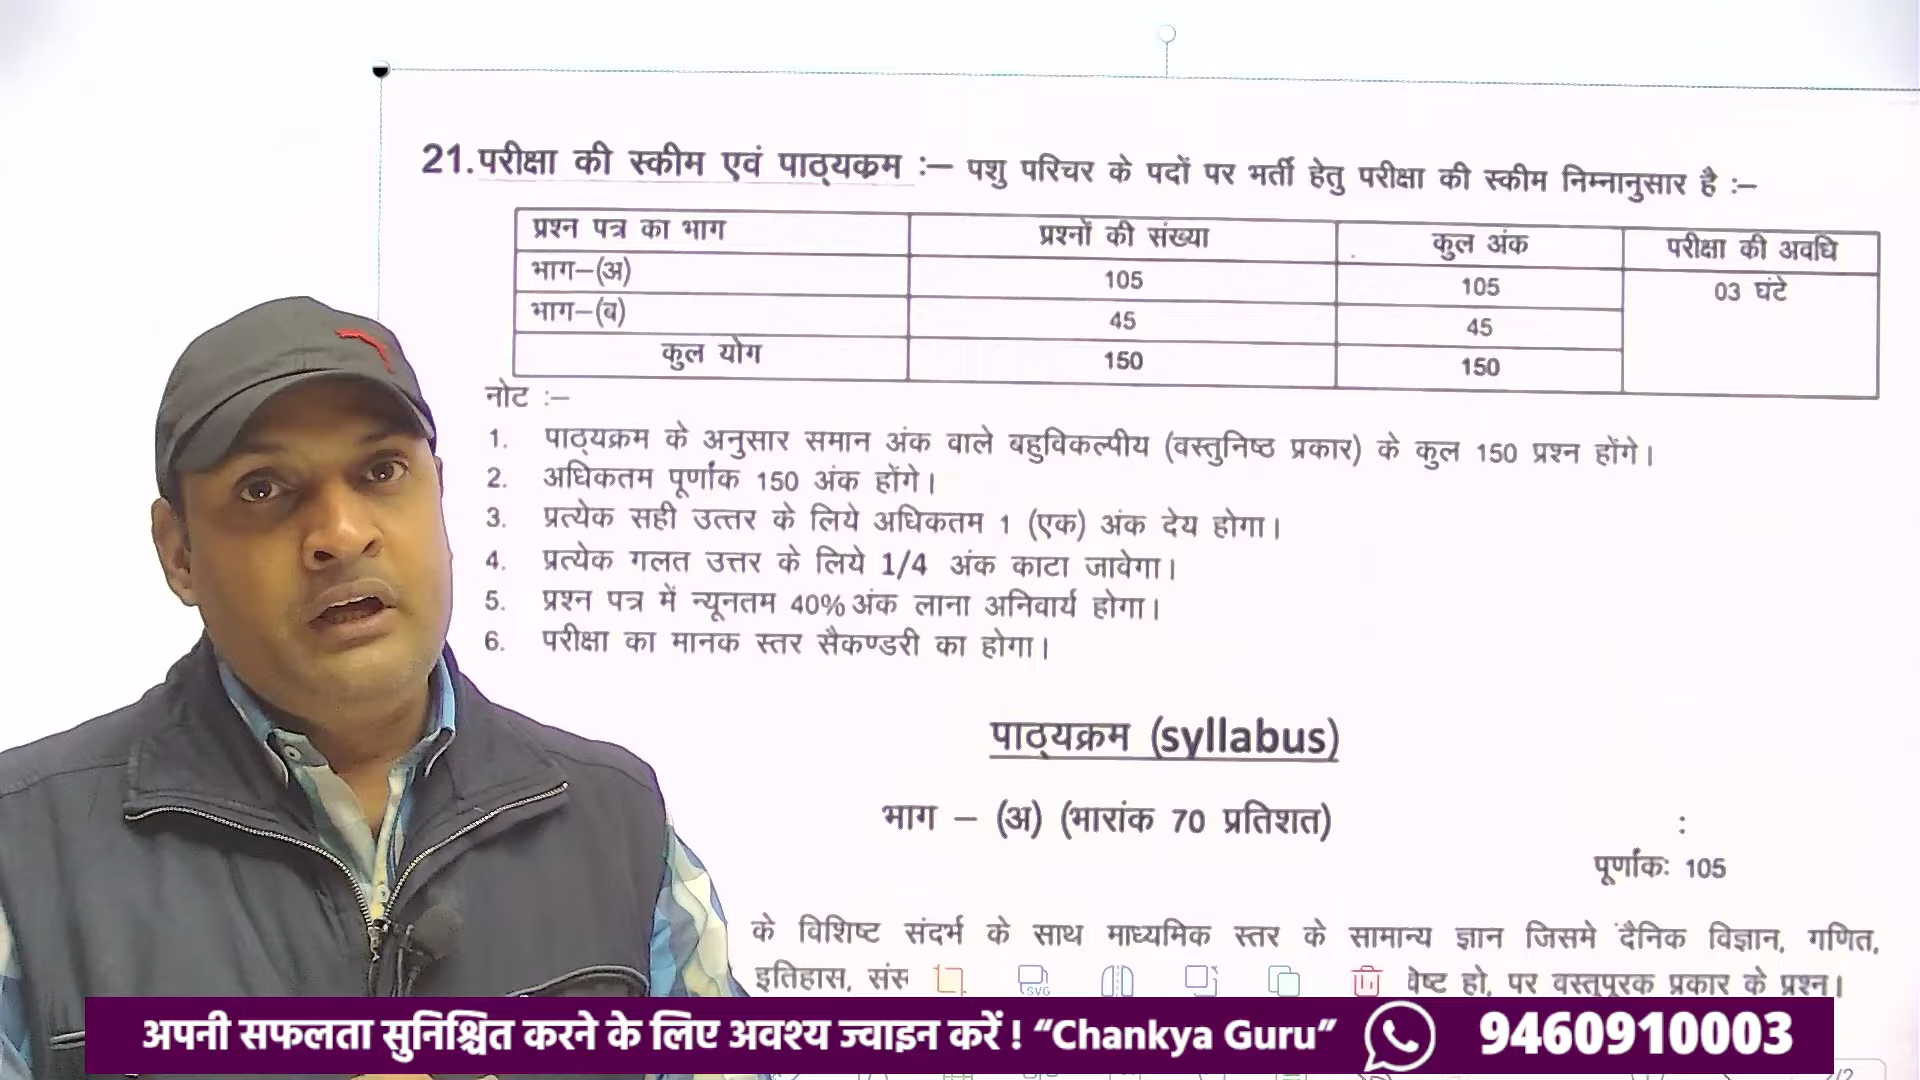 21. परीक्षा की स्कीम एवं पाठ्यक्रम :– पशु परिचर के पदों पर भर्ती हेतु परीक्षा की स्कीम निम्नानुसार है :–
प्रश्न पत्र का भाग प्रश्नों की संख्या कुल अंक परीक्षा की अवधि
भाग–(अ) 105 105 03 घंटे
भाग–(ब) 45 45
कुल योग 150 150
नोट :–
1. पाठ्यक्रम के अनुसार समान अंक वाले बहुविकल्पीय (वस्तुनिष्ठ प्रकार) के कुल 150 प्रश्न होंगे।
2. अधिकतम पूर्णांक 150 अंक होंगे।
3. प्रत्येक सही उत्तर के लिये अधिकतम 1 (एक) अंक देय होगा।
4. प्रत्येक गलत उत्तर के लिये 1/4 अंक काटा जावेगा।
5. प्रश्न पत्र में न्यूनतम 40% अंक लाना अनिवार्य होगा।
6. परीक्षा का मानक स्तर सैकण्डरी का होगा।
पाठ्यक्रम (syllabus)
भाग – (अ) (भारांक 70 प्रतिशत) :
पूर्णांक: 105
के विशिष्ट संदर्भ के साथ माध्यमिक स्तर के सामान्य ज्ञान जिसमे दैनिक विज्ञान, गणित,
इतिहास, SVG हो, पर वस्तुपूरक प्रकार के प्रश्न।
अपनी सफलता सुनिश्चित करने के लिए अवश्य ज्वाइन करें ! “Chankya Guru” 9460910003